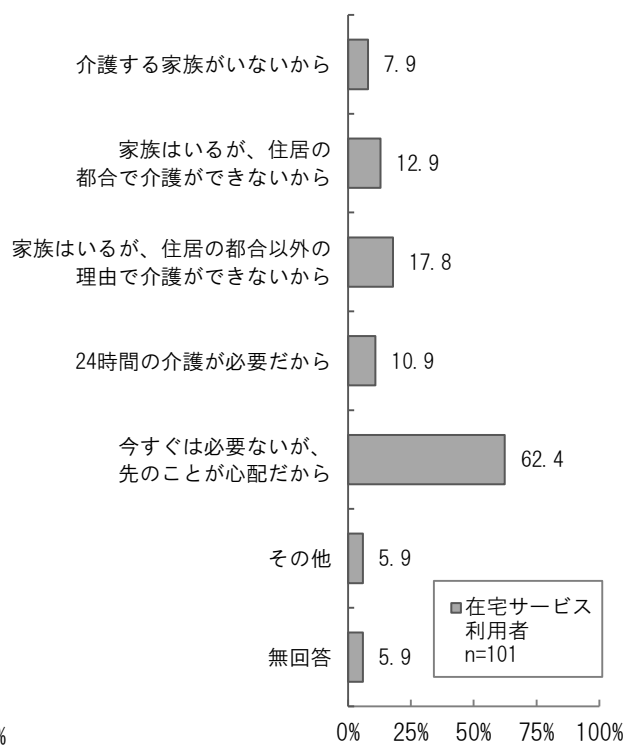 介護する家族がいないから
7.9
家族はいるが、住居の
都合で介護ができないから
12.9
家族はいるが、住居の都合以外の
理由で介護ができないから
17.8
24時間の介護が必要だから
10.9
今すぐは必要ないが、
先のことが心配だから
62.4
その他
5.9
無回答
5.9
在宅サービス
利用者
n=101
0% 25% 50% 75% 100%
%